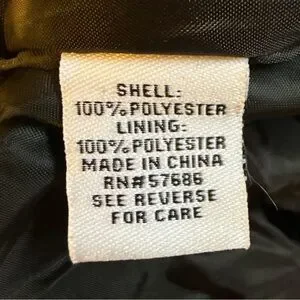 SHELL:
100%POLYESTER
LINING:
100%POLYESTER
MADE IN CHINA
RN#57686
SEE REVERSE
FOR CARE